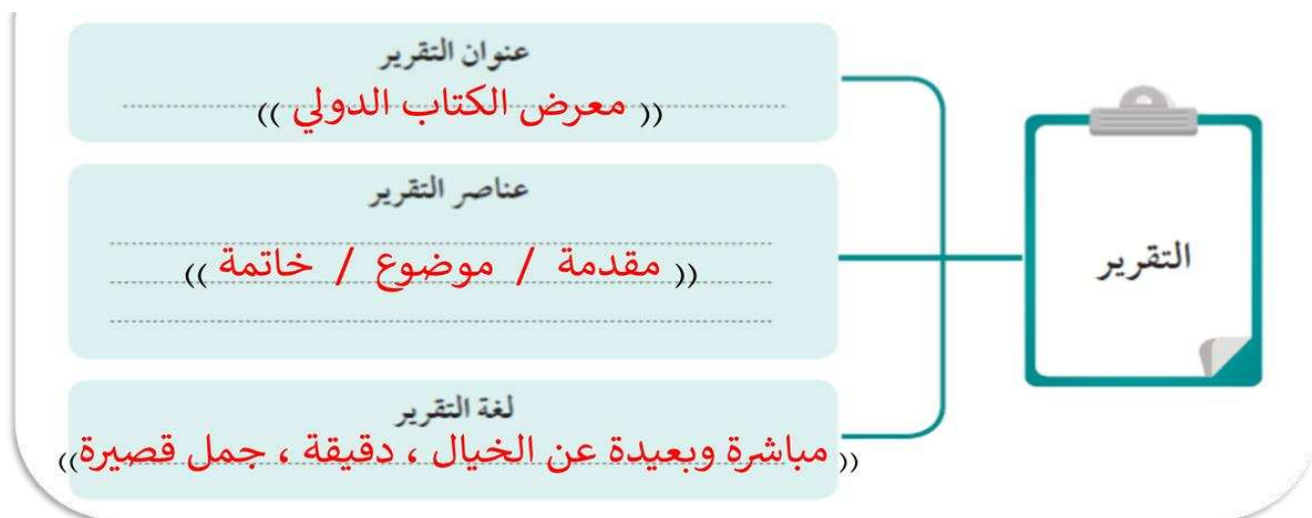 عنوان التقرير
(( معرض الكتاب الدولي ))
عناصر التقرير
(( مقدمة / موضوع / خاتمة ))
التقرير
لغة التقرير
(( مباشرة وبعيدة عن الخيال ، دقيقة ، جمل قصيرة))